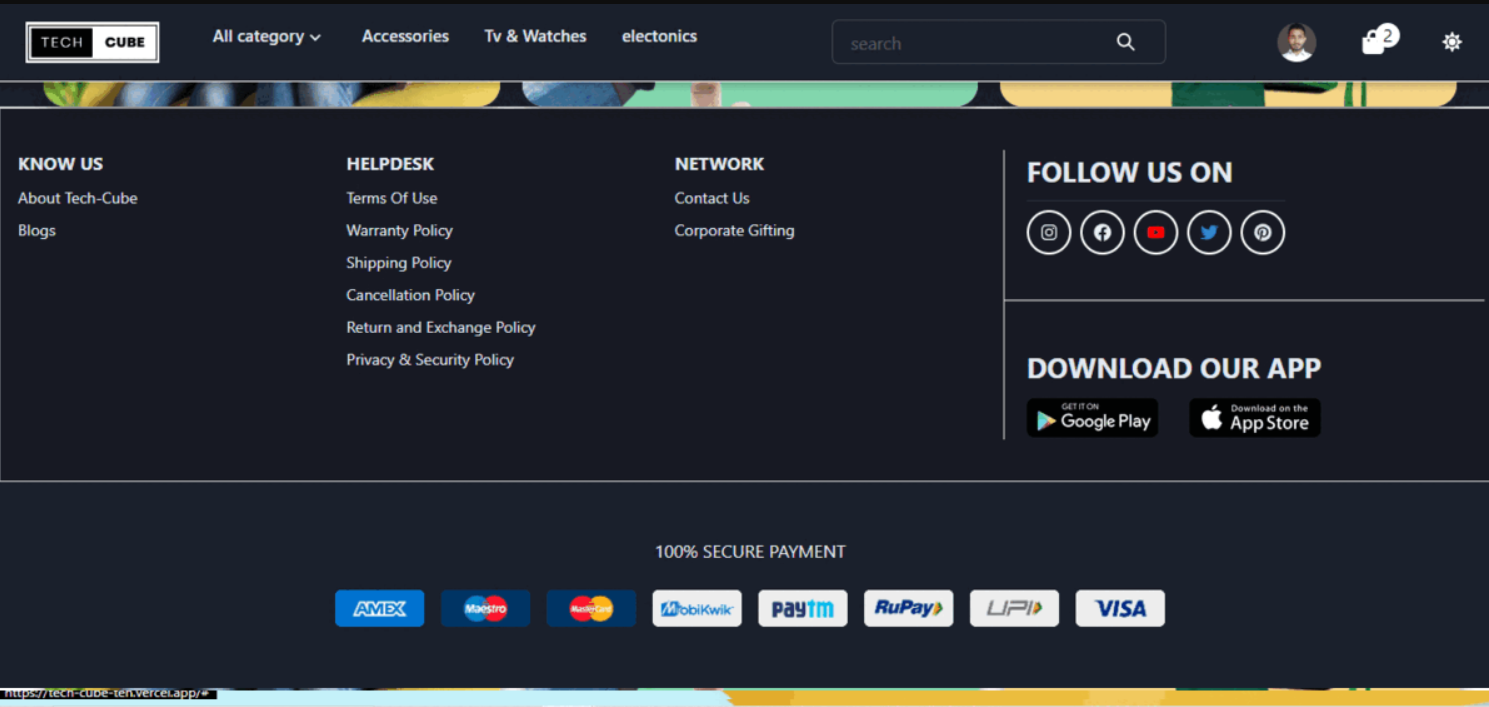 TECH CUBE
All category
Accessories
Tv & Watches
electonics
search
2
KNOW US
About Tech-Cube
Blogs
HELPDESK
Terms Of Use
Warranty Policy
Shipping Policy
Cancellation Policy
Return and Exchange Policy
Privacy & Security Policy
NETWORK
Contact Us
Corporate Gifting
FOLLOW US ON
DOWNLOAD OUR APP
GET IT ON
Google Play
Download on the
App Store
100% SECURE PAYMENT
AMEX
Maestro
MasterCard
MobiKwik
paytm
RuPay
UPI
VISA
https://tech-cube-ten.vercel.app/#